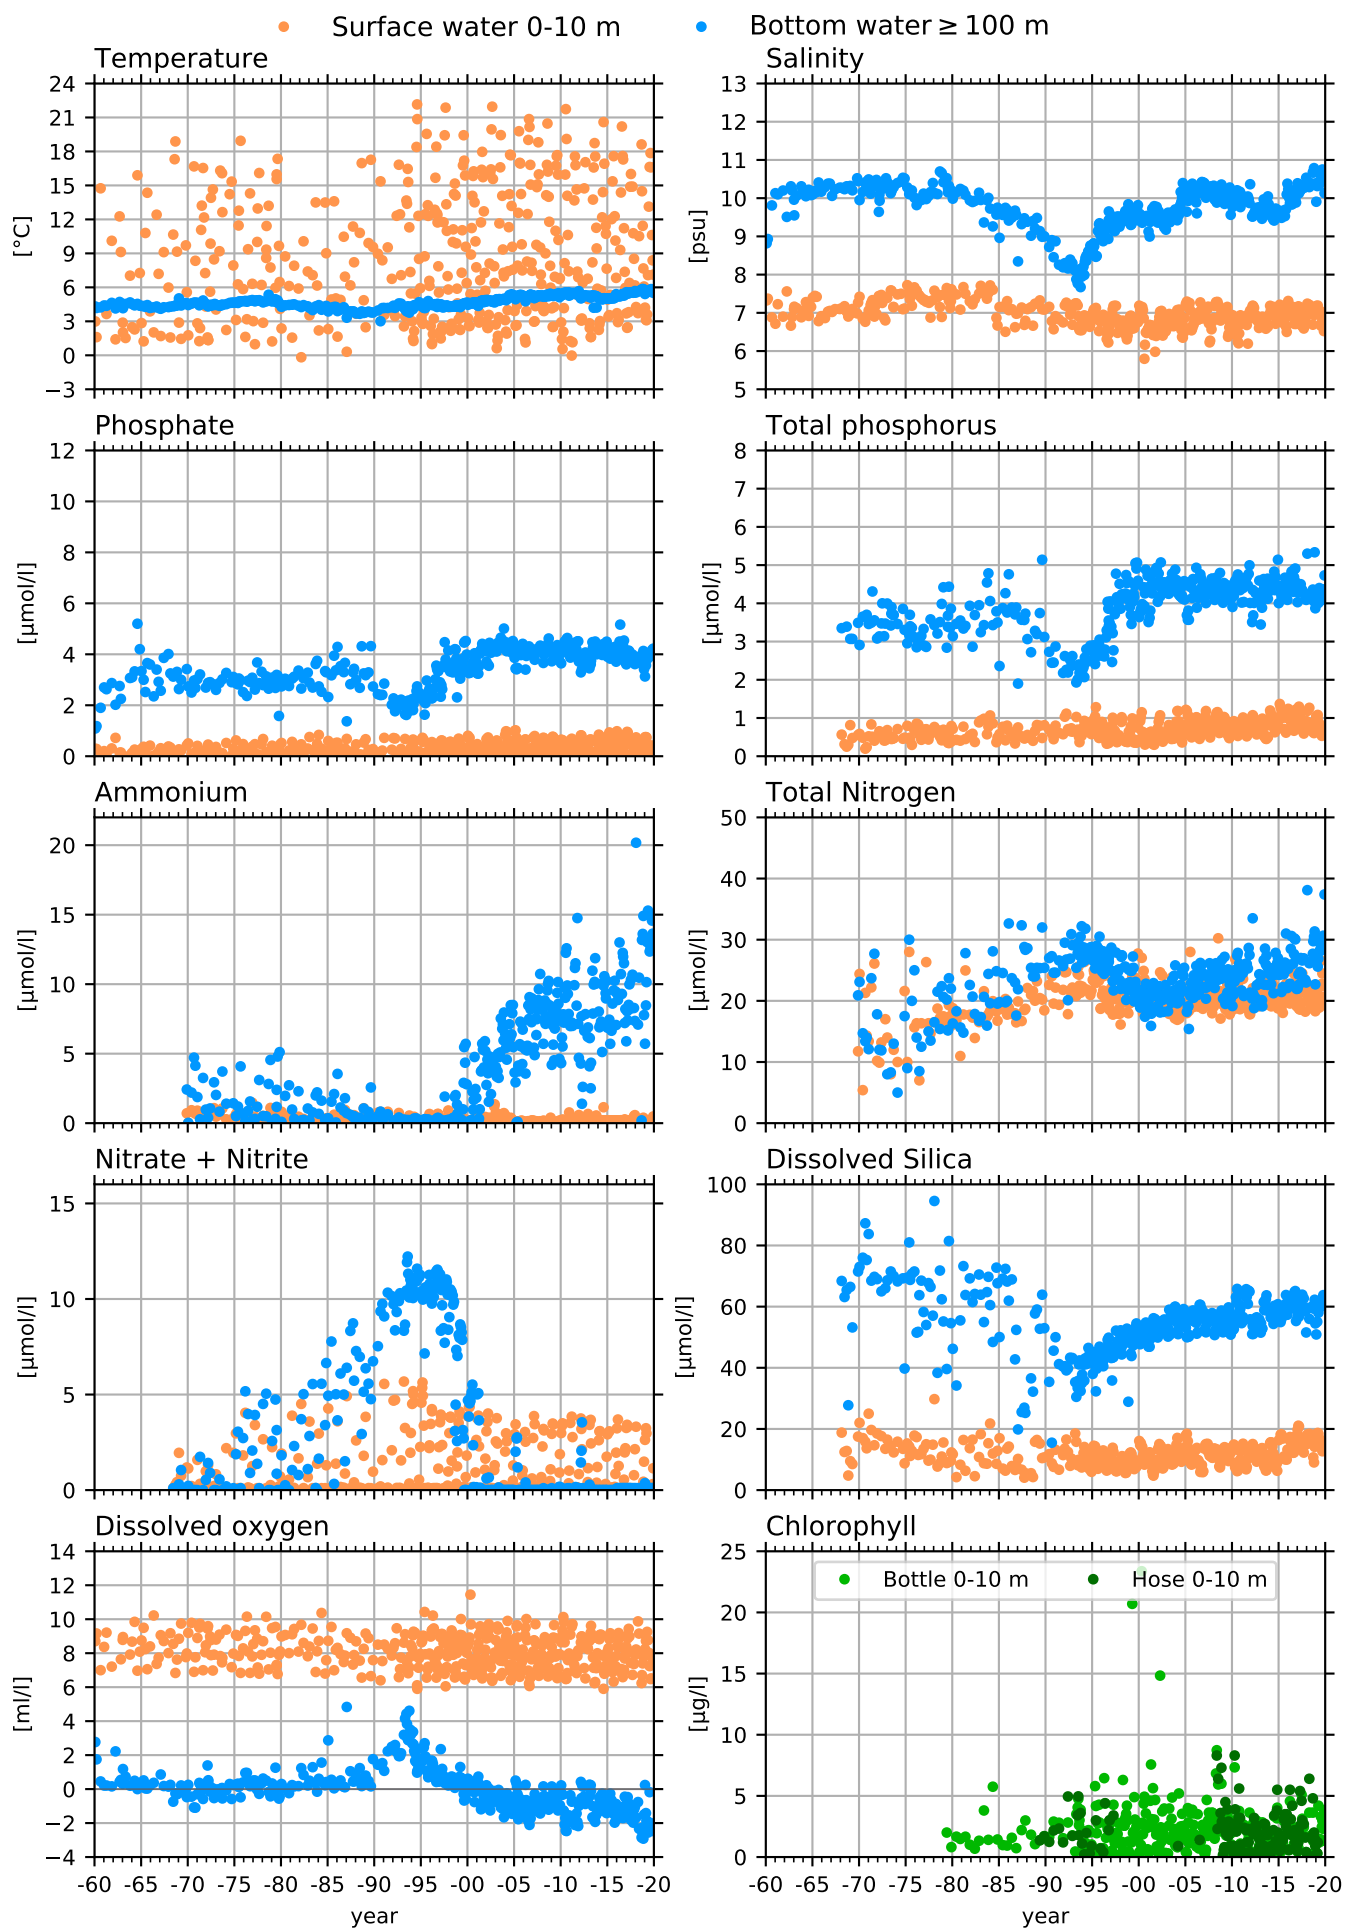 Surface water 0-10 m
Bottom water ≥ 100 m
Temperature
24
21
18
15
12
9
6
3
0
−3
[°C]
Salinity
13
12
11
10
9
8
7
6
5
[psu]
Phosphate
12
10
8
6
4
2
0
[µmol/l]
Total phosphorus
8
7
6
5
4
3
2
1
0
[µmol/l]
Ammonium
20
15
10
5
0
[µmol/l]
Total Nitrogen
50
40
30
20
10
0
[µmol/l]
Nitrate + Nitrite
15
10
5
0
[µmol/l]
Dissolved Silica
100
80
60
40
20
0
[µmol/l]
Dissolved oxygen
14
12
10
8
6
4
2
0
−2
−4
[ml/l]
-60 -65 -70 -75 -80 -85 -90 -95 -00 -05 -10 -15 -20
year
Chlorophyll
Bottle 0-10 m
Hose 0-10 m
25
20
15
10
5
0
[µg/l]
-60 -65 -70 -75 -80 -85 -90 -95 -00 -05 -10 -15 -20
year